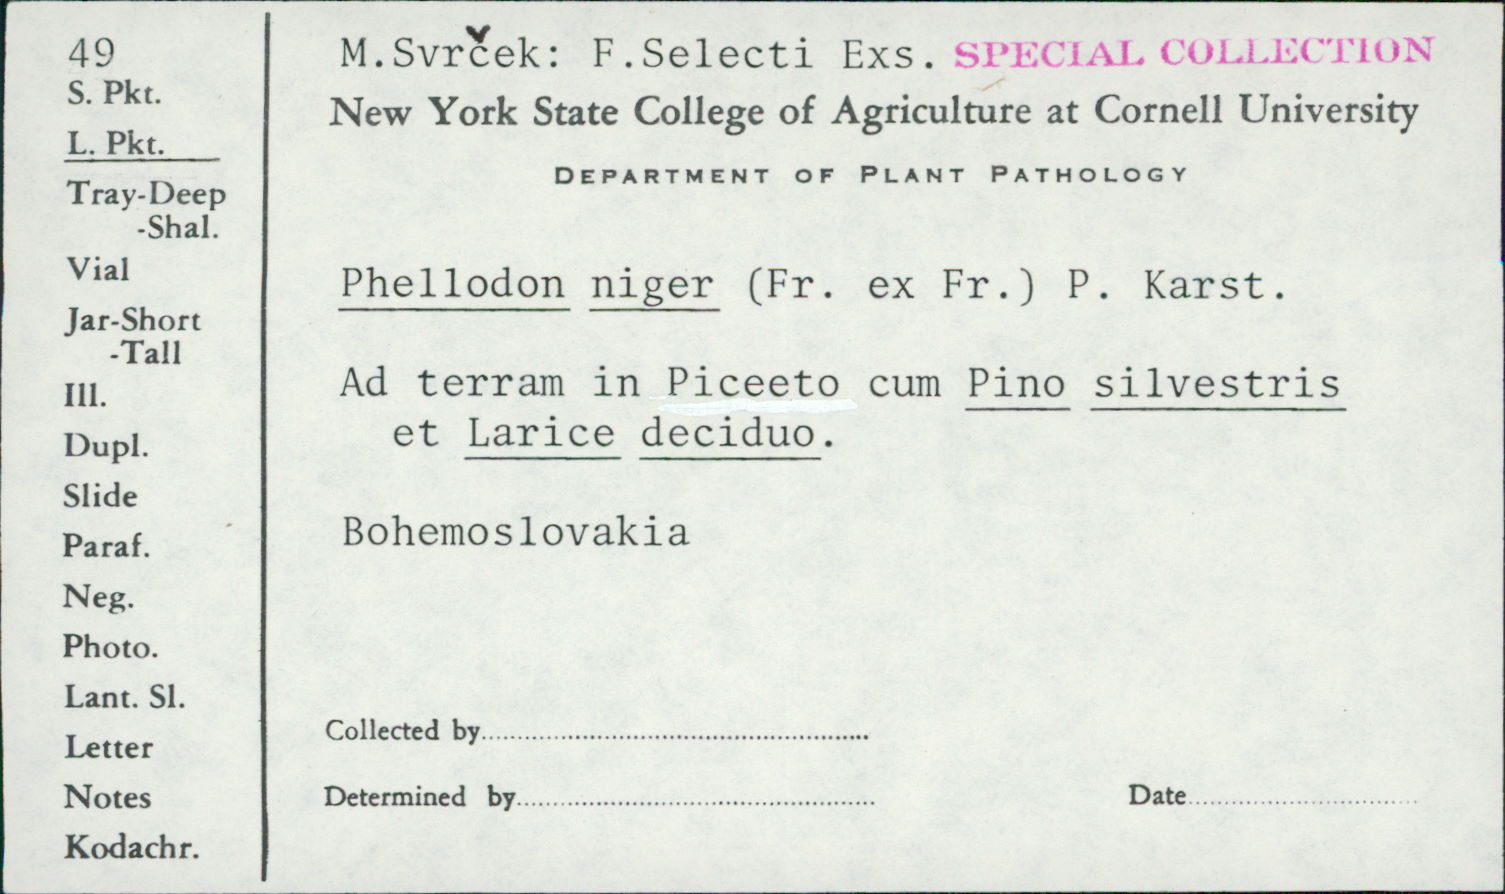 49
S. Pkt.
L. Pkt.
Tray-Deep
-Shal.
Vial
Jar-Short
-Tall
Ill.
Dupl.
Slide
Paraf.
Neg.
Photo.
Lant. Sl.
Letter
Notes
Kodachr.
M.Svrček: F.Selecti Exs. SPECIAL COLLECTION
New York State College of Agriculture at Cornell University
DEPARTMENT OF PLANT PATHOLOGY
Phellodon niger (Fr. ex Fr.) P. Karst.
Ad terram in Piceeto cum Pino silvestris
et Larice deciduo.
Bohemoslovakia
Collected by
Determined by Date